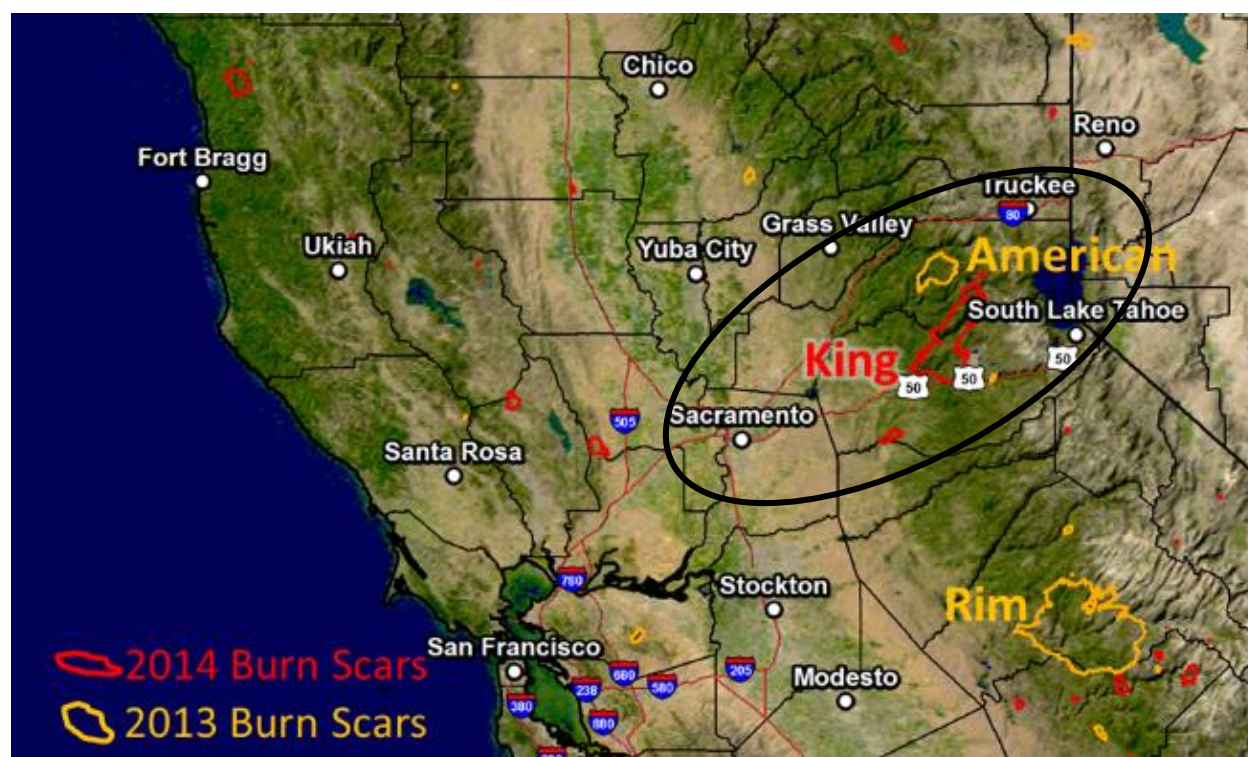 Chico
Reno
Fort Bragg
Truckee
80
Grass Valley
Ukiah
Yuba City
American
South Lake Tahoe
King
50
50
50
Sacramento
505
Santa Rosa
780
Stockton
Rim
San Francisco
2014 Burn Scars
680
205
580
238
Modesto
380
880
2013 Burn Scars